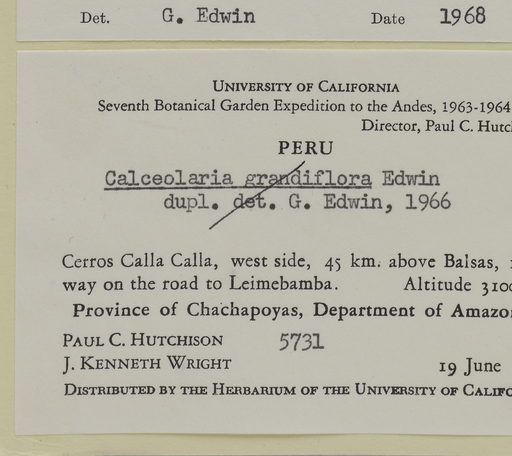 Det. G. Edwin Date 1968
UNIVERSITY OF CALIFORNIA
Seventh Botanical Garden Expedition to the Andes, 1963-1964
Director, Paul C. Hutc
PERU
Calceolaria grandiflora Edwin
dupl. det. G. Edwin, 1966
Cerros Calla Calla, west side, 45 km. above Balsas,
way on the road to Leimebamba. Altitude 310
Province of Chachapoyas, Department of Amazo
PAUL C. HUTCHISON 5731
J. KENNETH WRIGHT 19 June
DISTRIBUTED BY THE HERBARIUM OF THE UNIVERSITY OF CALIFO